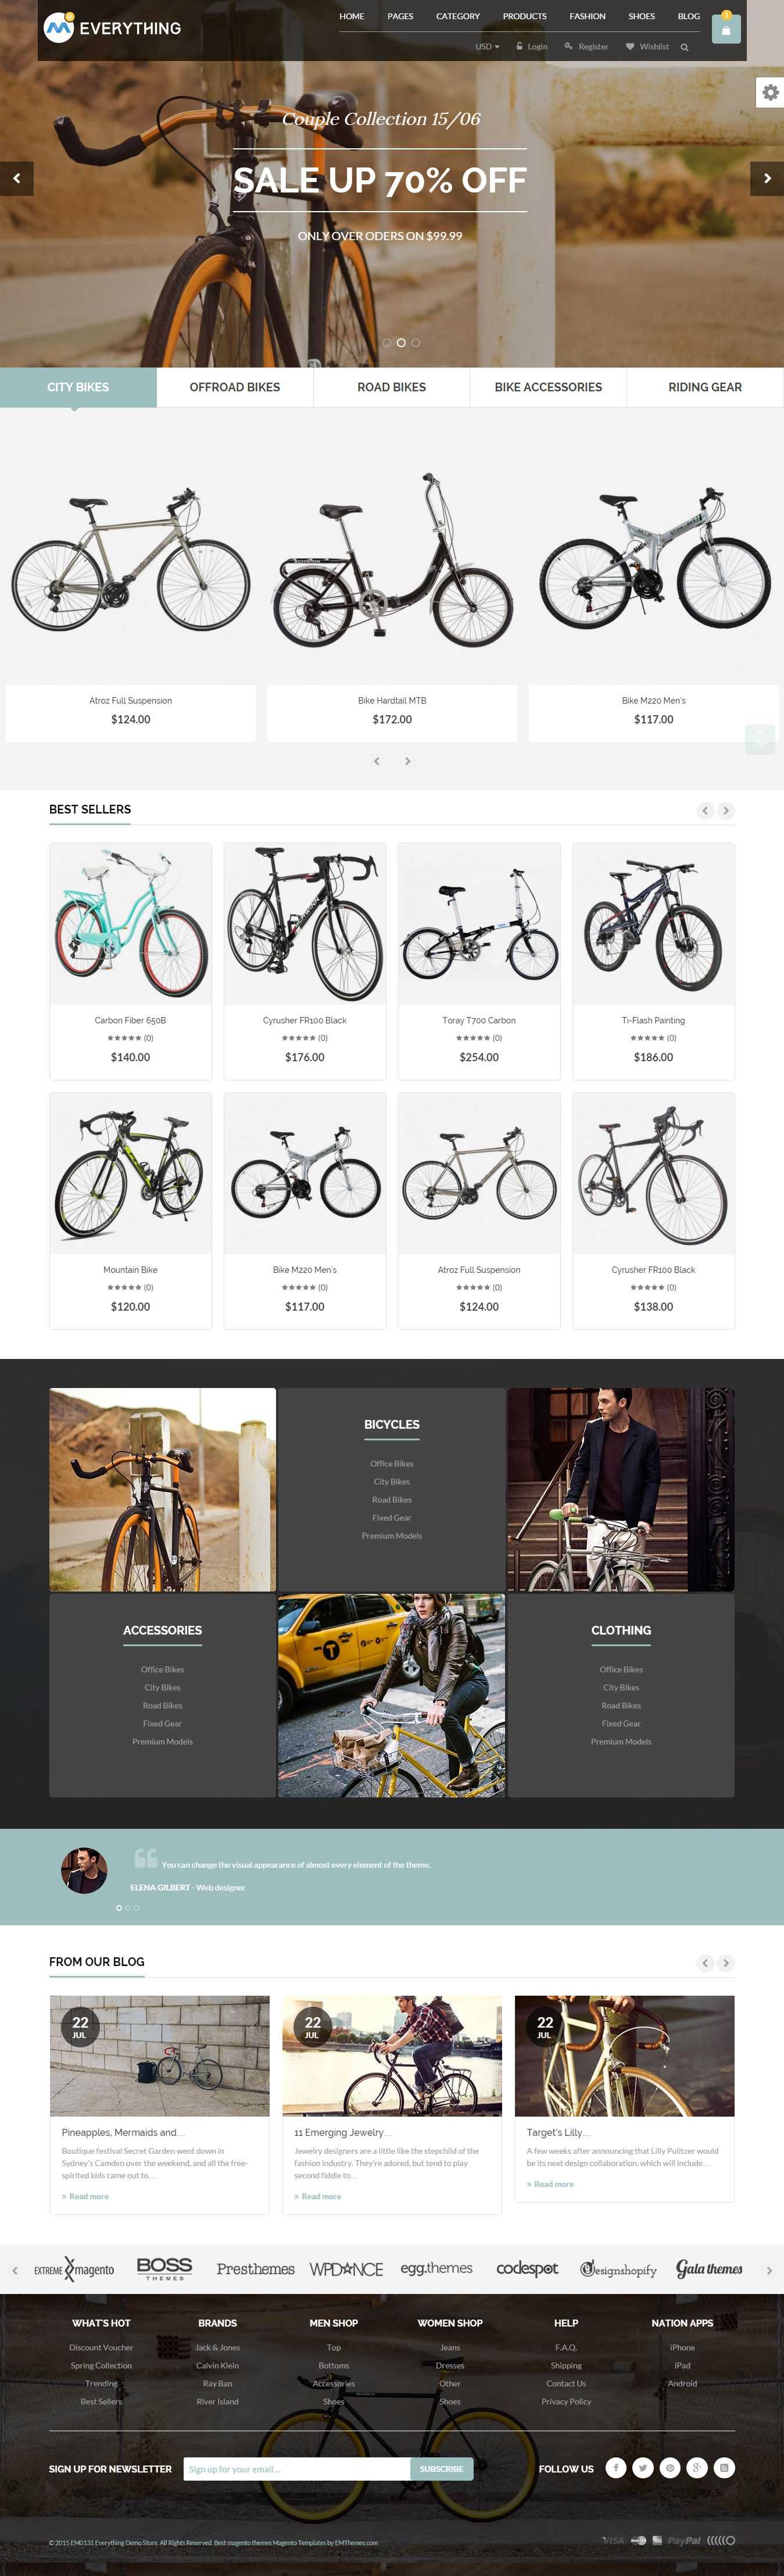 EVERYTHING
HOME PAGES CATEGORY PRODUCTS FASHION SHOES BLOG
USD Login Register Wishlist
Couple Collection 15/06
SALE UP 70% OFF
ONLY OVER ODERS ON $99.99
CITY BIKES OFFROAD BIKES ROAD BIKES BIKE ACCESSORIES RIDING GEAR
Atroz Full Suspension Bike Hardtail MTB Bike M220 Men's
$124.00 $172.00 $117.00
BEST SELLERS
Carbon Fiber 650B Cyrusher FR100 Black Toray T700 Carbon Ti-Flash Painting
(0) (0) (0) (0)
$140.00 $176.00 $254.00 $186.00
Mountain Bike Bike M220 Men's Atroz Full Suspension Cyrusher FR100 Black
(0) (0) (0) (0)
$120.00 $117.00 $124.00 $138.00
BICYCLES
Office Bikes
City Bikes
Road Bikes
Fixed Gear
Premium Models
ACCESSORIES
Office Bikes
City Bikes
Road Bikes
Fixed Gear
Premium Models
CLOTHING
Office Bikes
City Bikes
Road Bikes
Fixed Gear
Premium Models
You can change the visual appearance of almost every element of the theme.
ELENA GILBERT - Web designer
FROM OUR BLOG
22
JUL
Pineapples, Mermaids and...
Boutique festival Secret Garden went down in
Sydney's Camden over the weekend, and all the free-
spirited kids came out to...
» Read more
22
JUL
11 Emerging Jewelry...
Jewelry designers are a little like the stepchild of the
fashion industry. They're adored, but tend to play
second fiddle to...
» Read more
22
JUL
Target's Lilly...
A few weeks after announcing that Lilly Pulitzer would
be its next design collaboration, which will include...
» Read more
EXTREME magento BOSS THEMES Presthemes WPDANCE egg.themes codespot Designshopify Gala themes
WHAT'S HOT
Discount Voucher
Spring Collection
Trending
Best Sellers
BRANDS
Jack & Jones
Calvin Klein
Ray Ban
River Island
MEN SHOP
Top
Bottoms
Accessories
Shoes
WOMEN SHOP
Jeans
Dresses
Other
Shoes
HELP
F.A.Q.
Shipping
Contact Us
Privacy Policy
NATION APPS
iPhone
iPad
Android
SIGN UP FOR NEWSLETTER Sign up for your email ... SUBSCRIBE FOLLOW US
© 2015 EM0131 Everything Demo Store. All Rights Reserved. Best magento themes Magento Templates by EMThemes.com
VISA PayPal